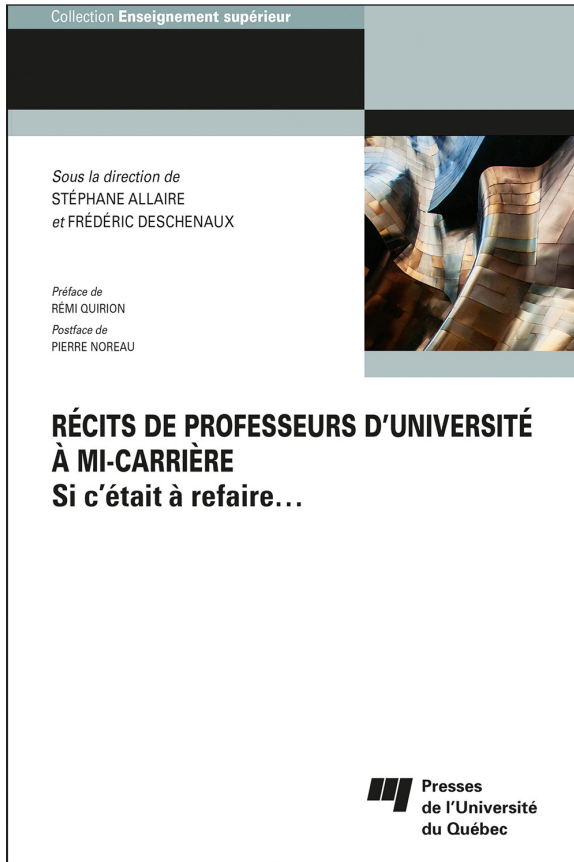 Collection Enseignement supérieur
Sous la direction de
STÉPHANE ALLAIRE
et FRÉDÉRIC DESCHENAUX
Préface de
RÉMI QUIRION
Postface de
PIERRE NOREAU
RÉCITS DE PROFESSEURS D’UNIVERSITÉ
À MI-CARRIÈRE
Si c’était à refaire…
Presses
de l’Université
du Québec